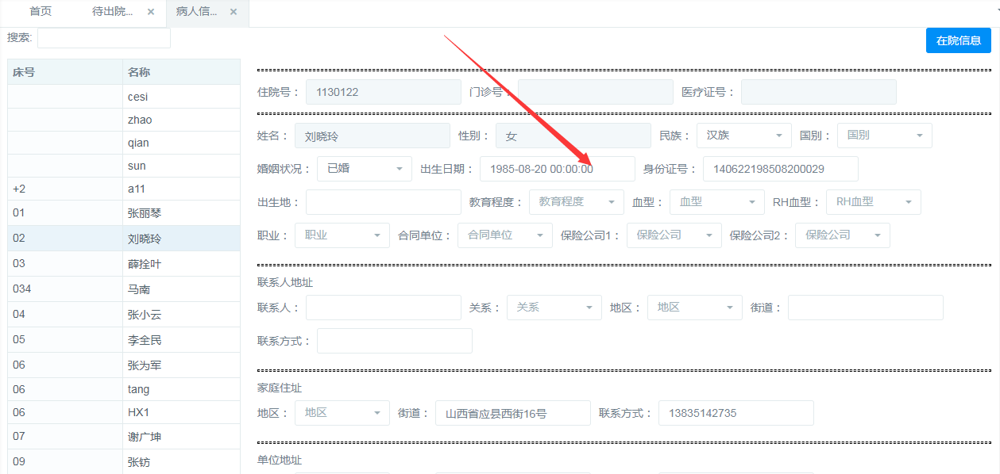 首页 待出院... × 病人信... ×
搜索: 在院信息
床号 名称
cesi
zhao
qian
sun
+2 a11
01 张丽琴
02 刘晓玲
03 薛拴叶
034 马南
04 张小云
05 李全民
06 张为军
06 tang
06 HX1
07 谢广坤
09 张钫
住院号： 1130122 门诊号： 医疗证号：
姓名： 刘晓玲 性别： 女 民族： 汉族 国别： 国别
婚姻状况： 已婚 出生日期： 1985-08-20 00:00:00 身份证号： 140622198508200029
出生地： 教育程度： 教育程度 血型： 血型 RH血型： RH血型
职业： 职业 合同单位： 合同单位 保险公司1： 保险公司 保险公司2： 保险公司
联系人地址
联系人： 关系： 关系 地区： 地区 街道：
联系方式：
家庭住址
地区： 地区 街道： 山西省应县西街16号 联系方式： 13835142735
单位地址